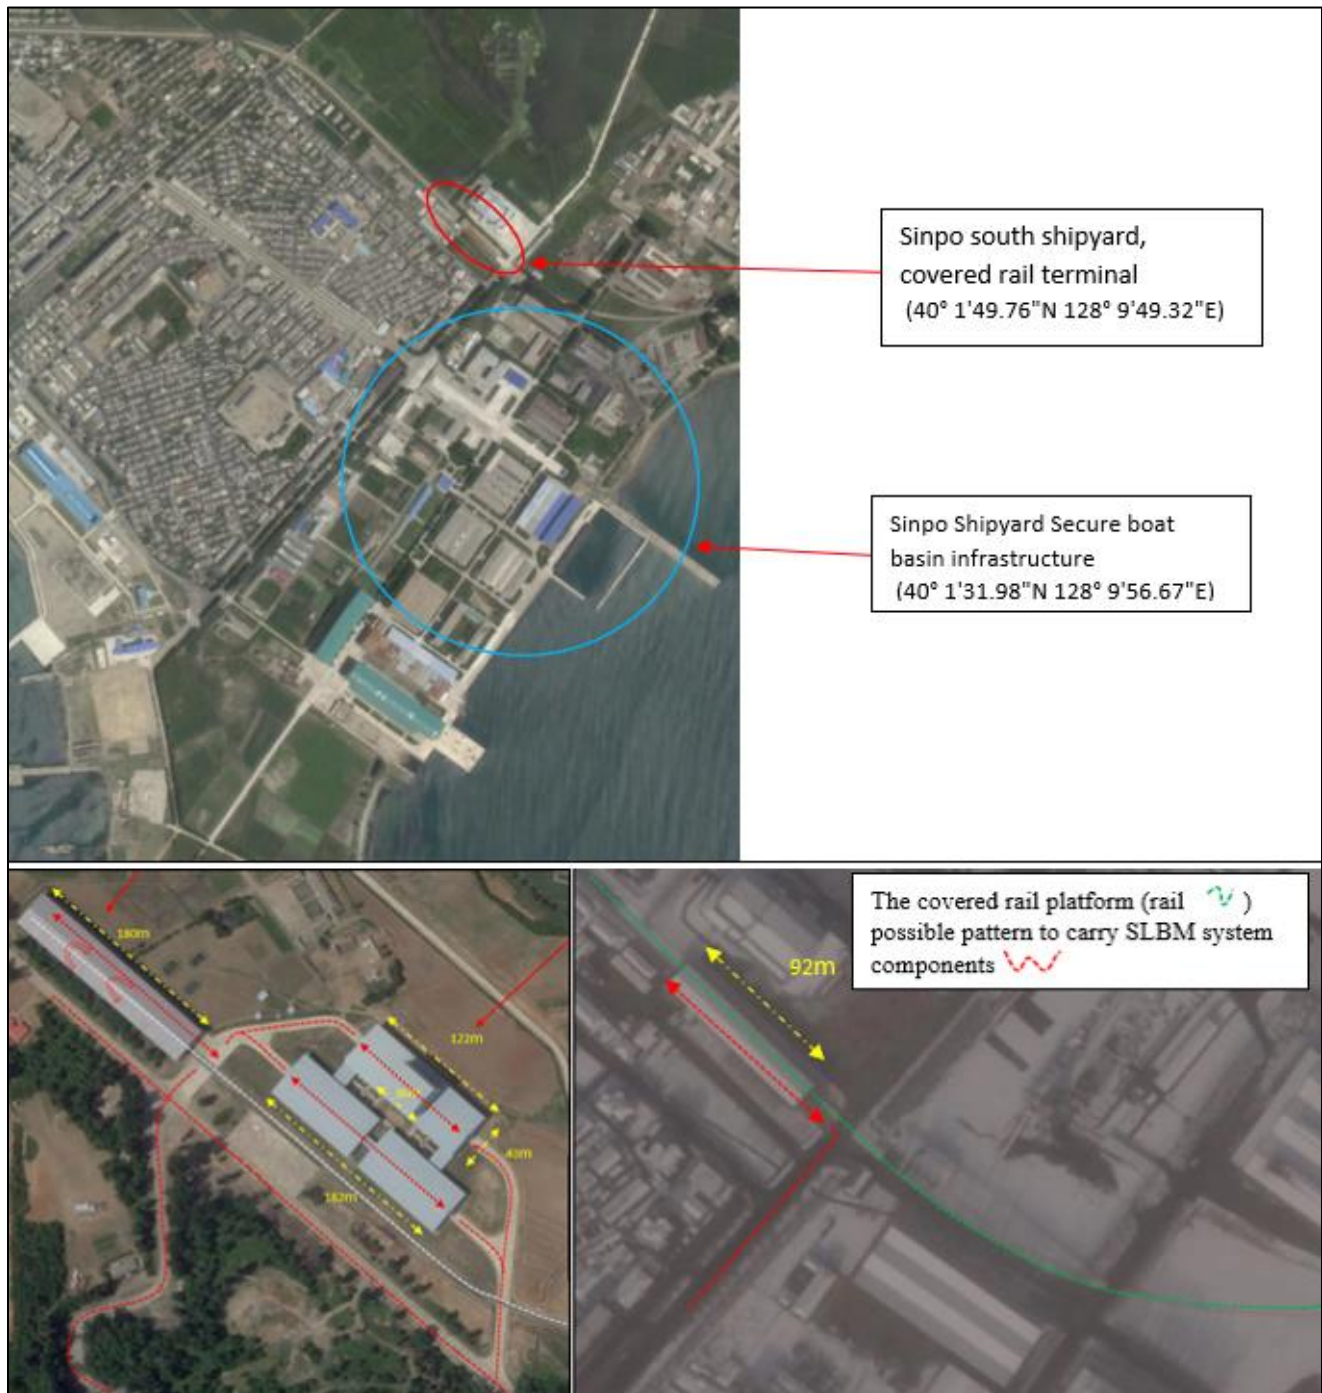 Sinpo south shipyard,
covered rail terminal
(40° 1'49.76"N 128° 9'49.32"E)
Sinpo Shipyard Secure boat
basin infrastructure
(40° 1'31.98"N 128° 9'56.67"E)
180m
122m
43m
162m
92m
The covered rail platform (rail )
possible pattern to carry SLBM system
components